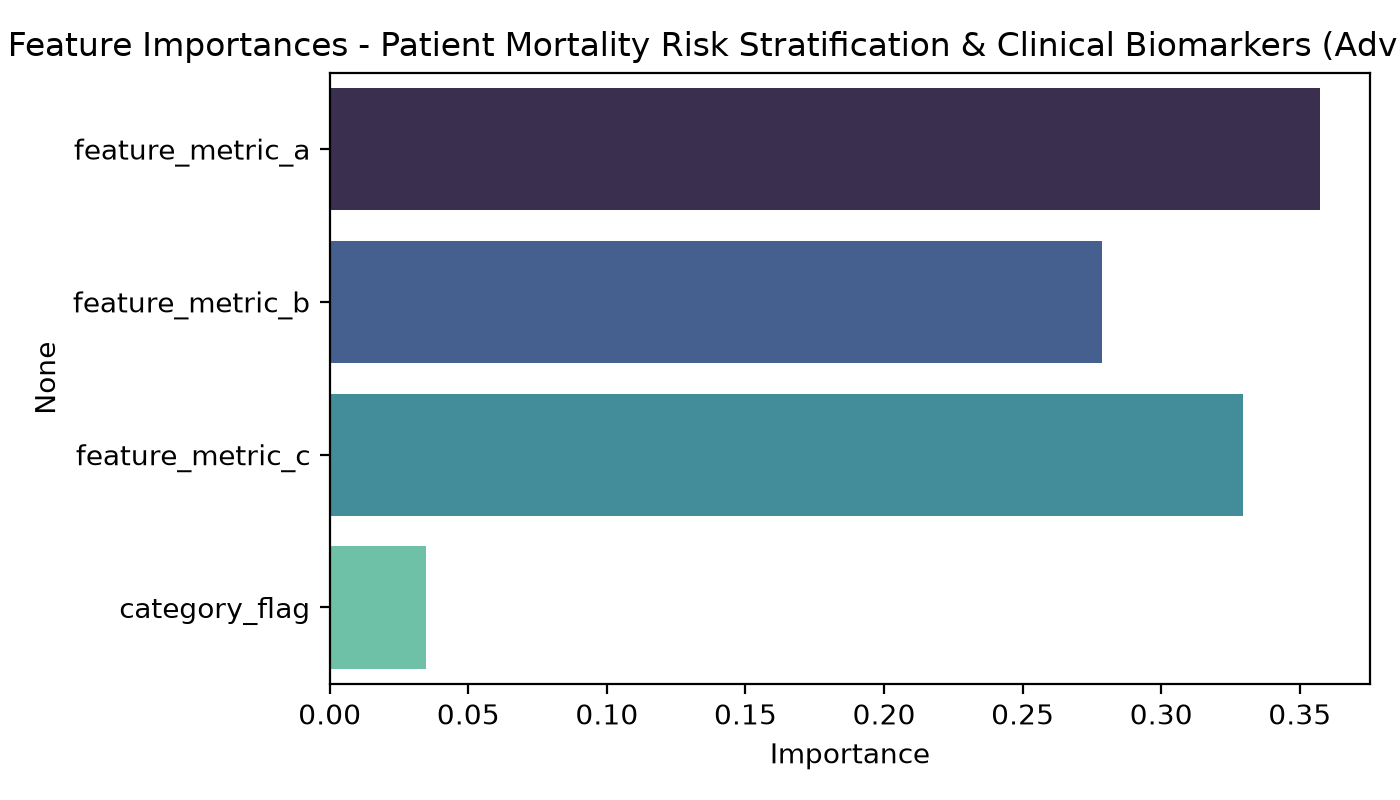 Feature Importances - Patient Mortality Risk Stratification & Clinical Biomarkers (Adv
feature_metric_a
feature_metric_b
feature_metric_c
category_flag
None
0.00 0.05 0.10 0.15 0.20 0.25 0.30 0.35
Importance